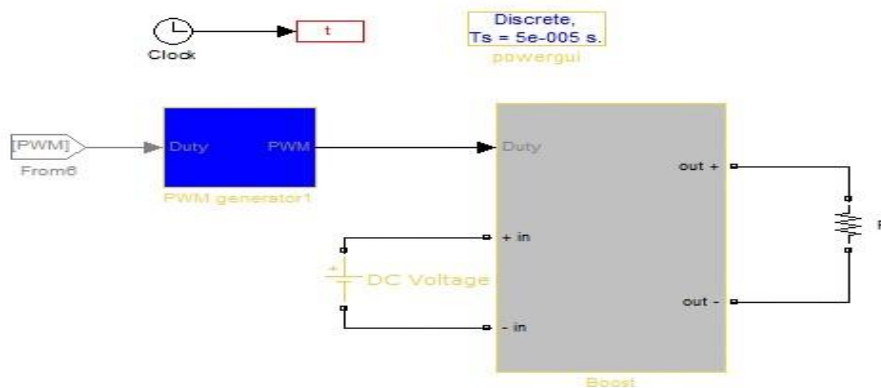 Discrete,
Ts = 5e-005 s.
powergui
t
Clock
[PWM]
From6
Duty
PWM
PWM generator1
Duty
out +
+ in
DC Voltage
- in
out -
Boost